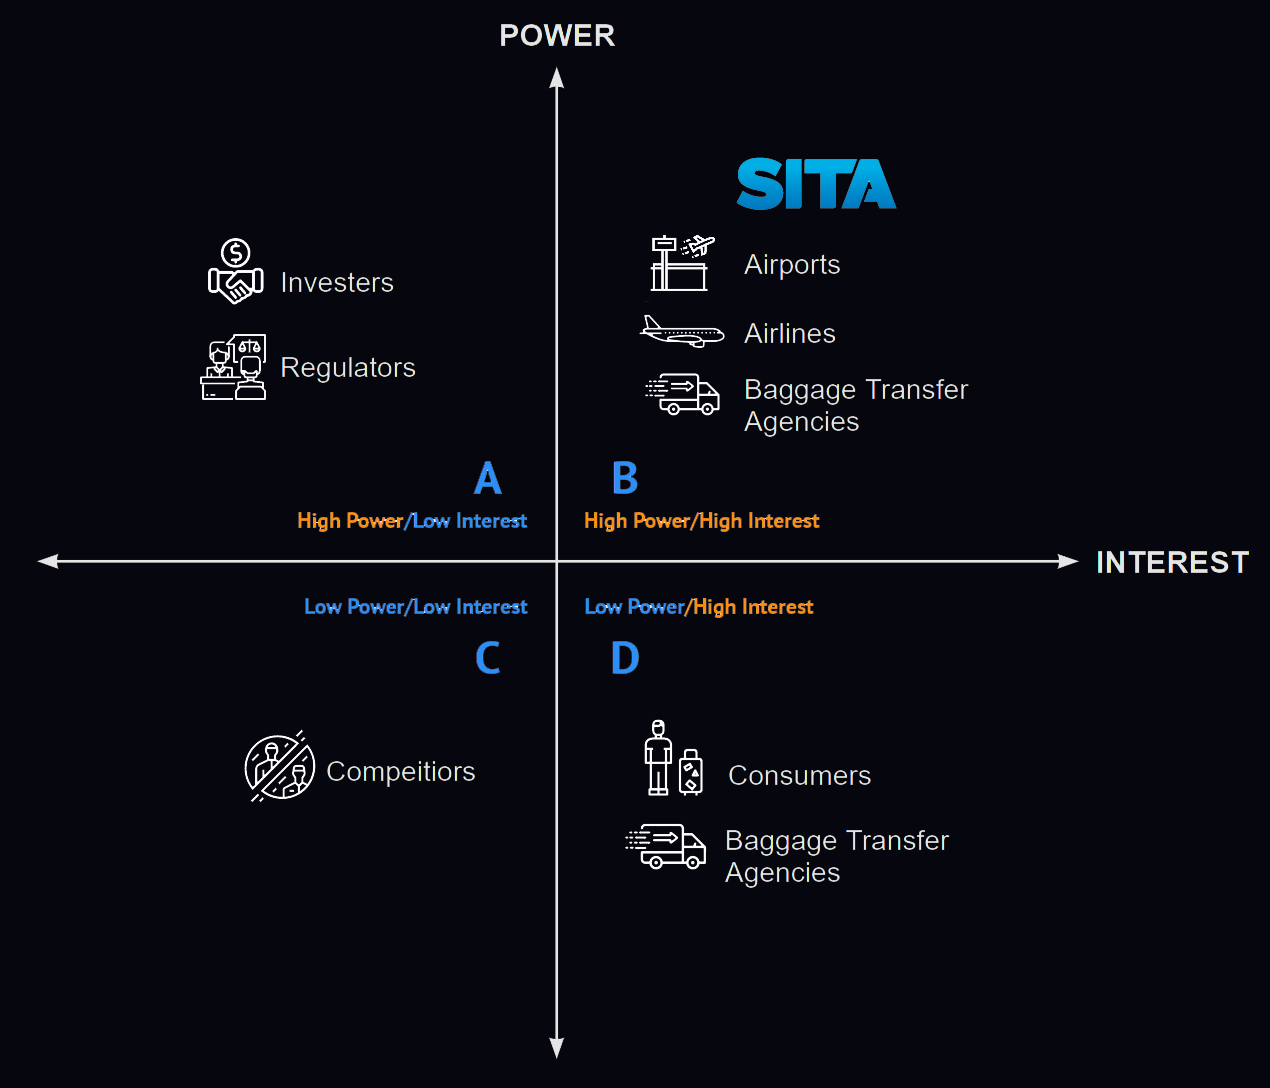 POWER
SITA
Investers
Regulators
Airports
Airlines
Baggage Transfer
Agencies
A
High Power/Low Interest
B
High Power/High Interest
INTEREST
Low Power/Low Interest
C
Low Power/High Interest
D
Compeitiors
Consumers
Baggage Transfer
Agencies